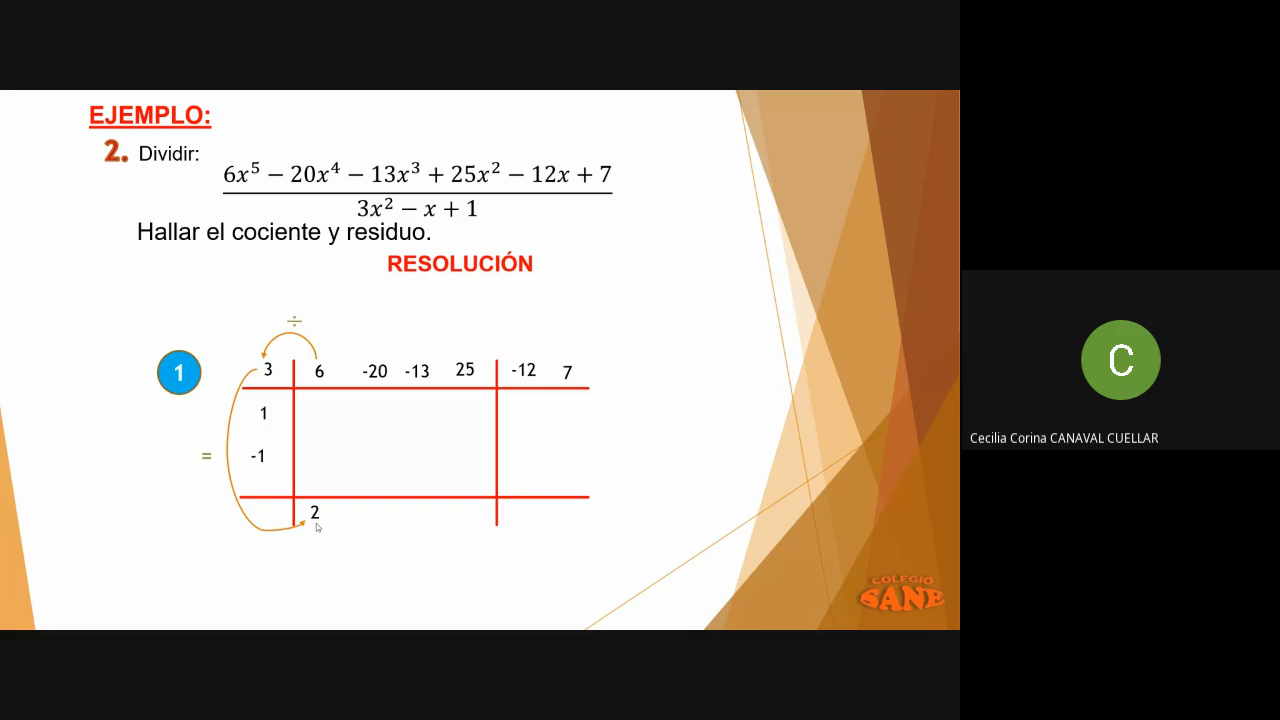 EJEMPLO:
2. Dividir:
6x⁵ − 20x⁴ − 13x³ + 25x² − 12x + 7
3x² − x + 1
Hallar el cociente y residuo.
RESOLUCIÓN
÷
1 3 6 -20 -13 25 -12 7
1
= -1
2
COLEGIO
SANE
C
Cecilia Corina CANAVAL CUELLAR